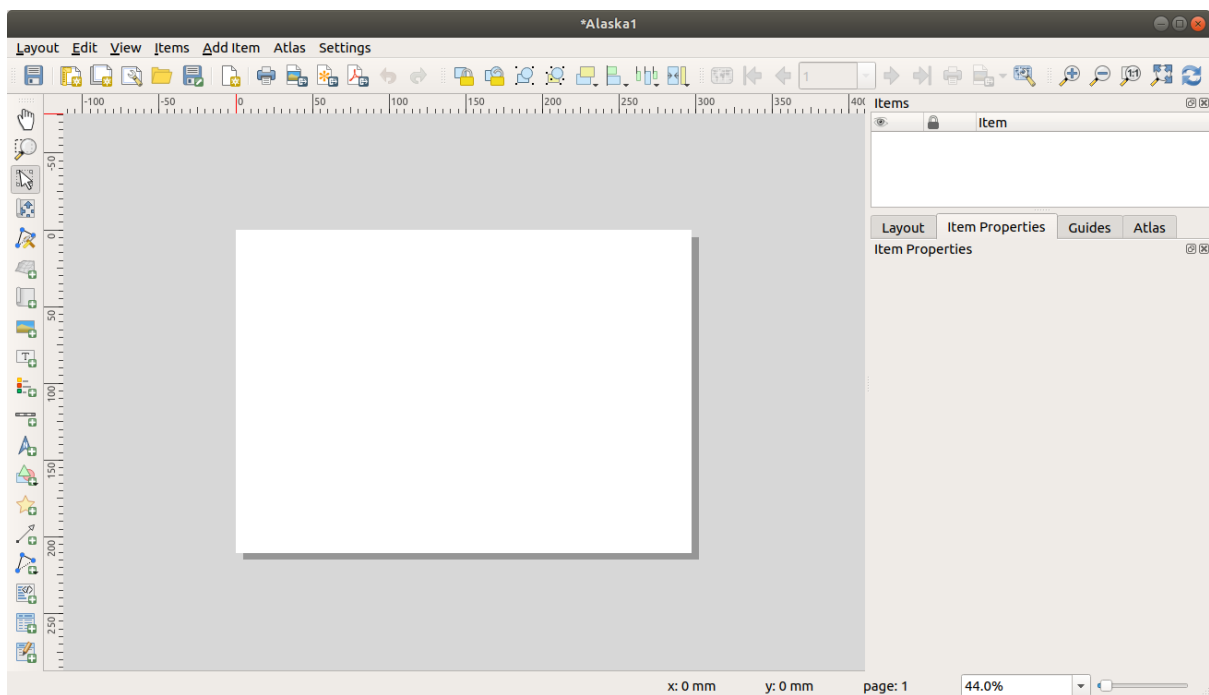 *Alaska1
Layout Edit View Items Add Item Atlas Settings
1
-100 -50 0 50 100 150 200 250 300 350 40
Items
Item
Layout Item Properties Guides Atlas
Item Properties
-50
0
50
100
150
200
250
x: 0 mm y: 0 mm page: 1 44.0%